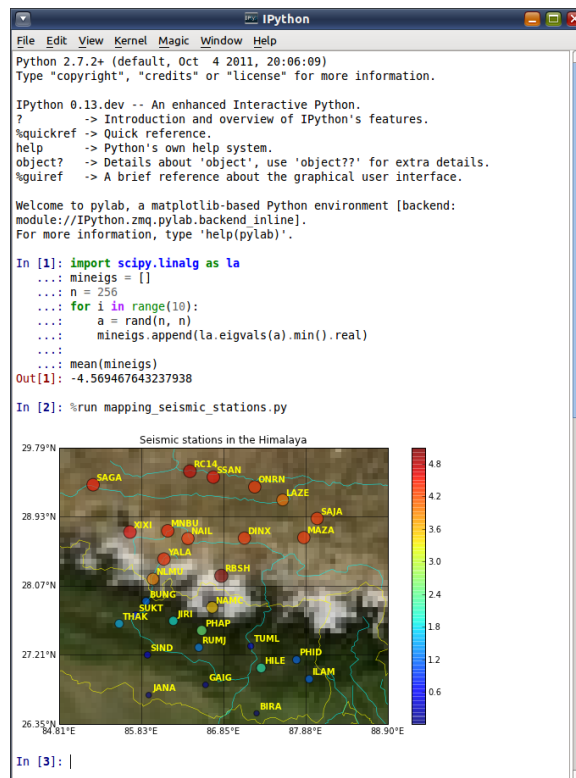 IPy IPython
File Edit View Kernel Magic Window Help
Python 2.7.2+ (default, Oct  4 2011, 20:06:09)
Type "copyright", "credits" or "license" for more information.

IPython 0.13.dev -- An enhanced Interactive Python.
?         -> Introduction and overview of IPython's features.
%quickref -> Quick reference.
help      -> Python's own help system.
object?   -> Details about 'object', use 'object??' for extra details.
%guiref   -> A brief reference about the graphical user interface.

Welcome to pylab, a matplotlib-based Python environment [backend:
module://IPython.zmq.pylab.backend_inline].
For more information, type 'help(pylab)'.

In [1]: import scipy.linalg as la
   ...: mineigs = []
   ...: n = 256
   ...: for i in range(10):
   ...:     a = rand(n, n)
   ...:     mineigs.append(la.eigvals(a).min().real)
   ...:
   ...: mean(mineigs)
Out[1]: -4.569467643237938

In [2]: %run mapping_seismic_stations.py

Seismic stations in the Himalaya
29.79°N
RC14
SSAN
SAGA
ONRN
4.8
LAZE
4.2
28.93°N
SAJA
XIXI
MNBU
NAIL
DINX
MAZA
3.6
YALA
3.0
RBSH
NLMU
28.07°N
BUNG
2.4
SUKT
NAMC
THAK
JIRI
PHAP
1.8
RUMJ
TUML
27.21°N
SIND
PHID
1.2
HILE
ILAM
GAIG
0.6
JANA
BIRA
26.35°N
84.81°E 85.83°E 86.85°E 87.88°E 88.90°E

In [3]: